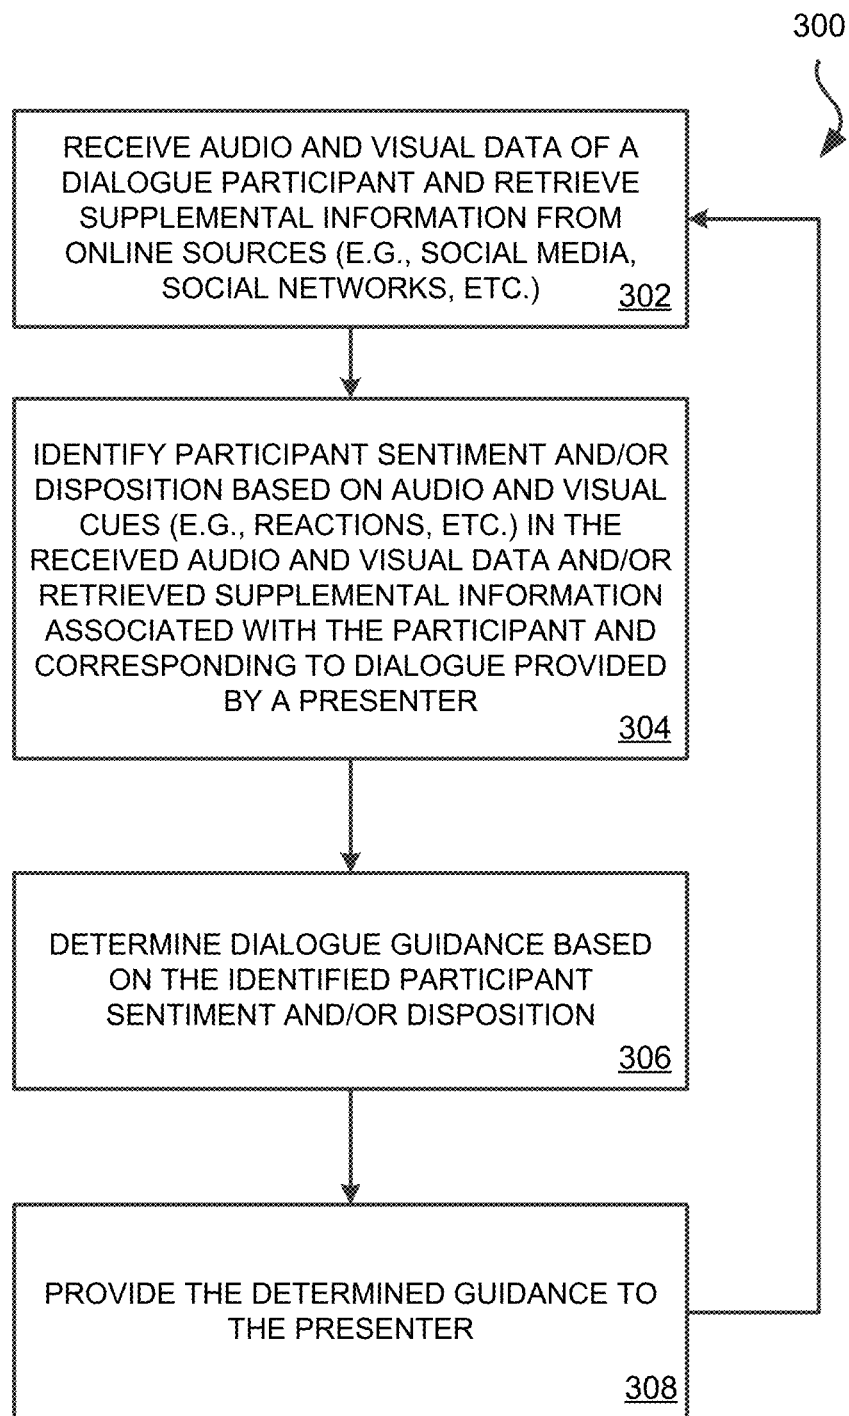 300
RECEIVE AUDIO AND VISUAL DATA OF A
DIALOGUE PARTICIPANT AND RETRIEVE
SUPPLEMENTAL INFORMATION FROM
ONLINE SOURCES (E.G., SOCIAL MEDIA,
SOCIAL NETWORKS, ETC.)
302
IDENTIFY PARTICIPANT SENTIMENT AND/OR
DISPOSITION BASED ON AUDIO AND VISUAL
CUES (E.G., REACTIONS, ETC.) IN THE
RECEIVED AUDIO AND VISUAL DATA AND/OR
RETRIEVED SUPPLEMENTAL INFORMATION
ASSOCIATED WITH THE PARTICIPANT AND
CORRESPONDING TO DIALOGUE PROVIDED
BY A PRESENTER
304
DETERMINE DIALOGUE GUIDANCE BASED
ON THE IDENTIFIED PARTICIPANT
SENTIMENT AND/OR DISPOSITION
306
PROVIDE THE DETERMINED GUIDANCE TO
THE PRESENTER
308